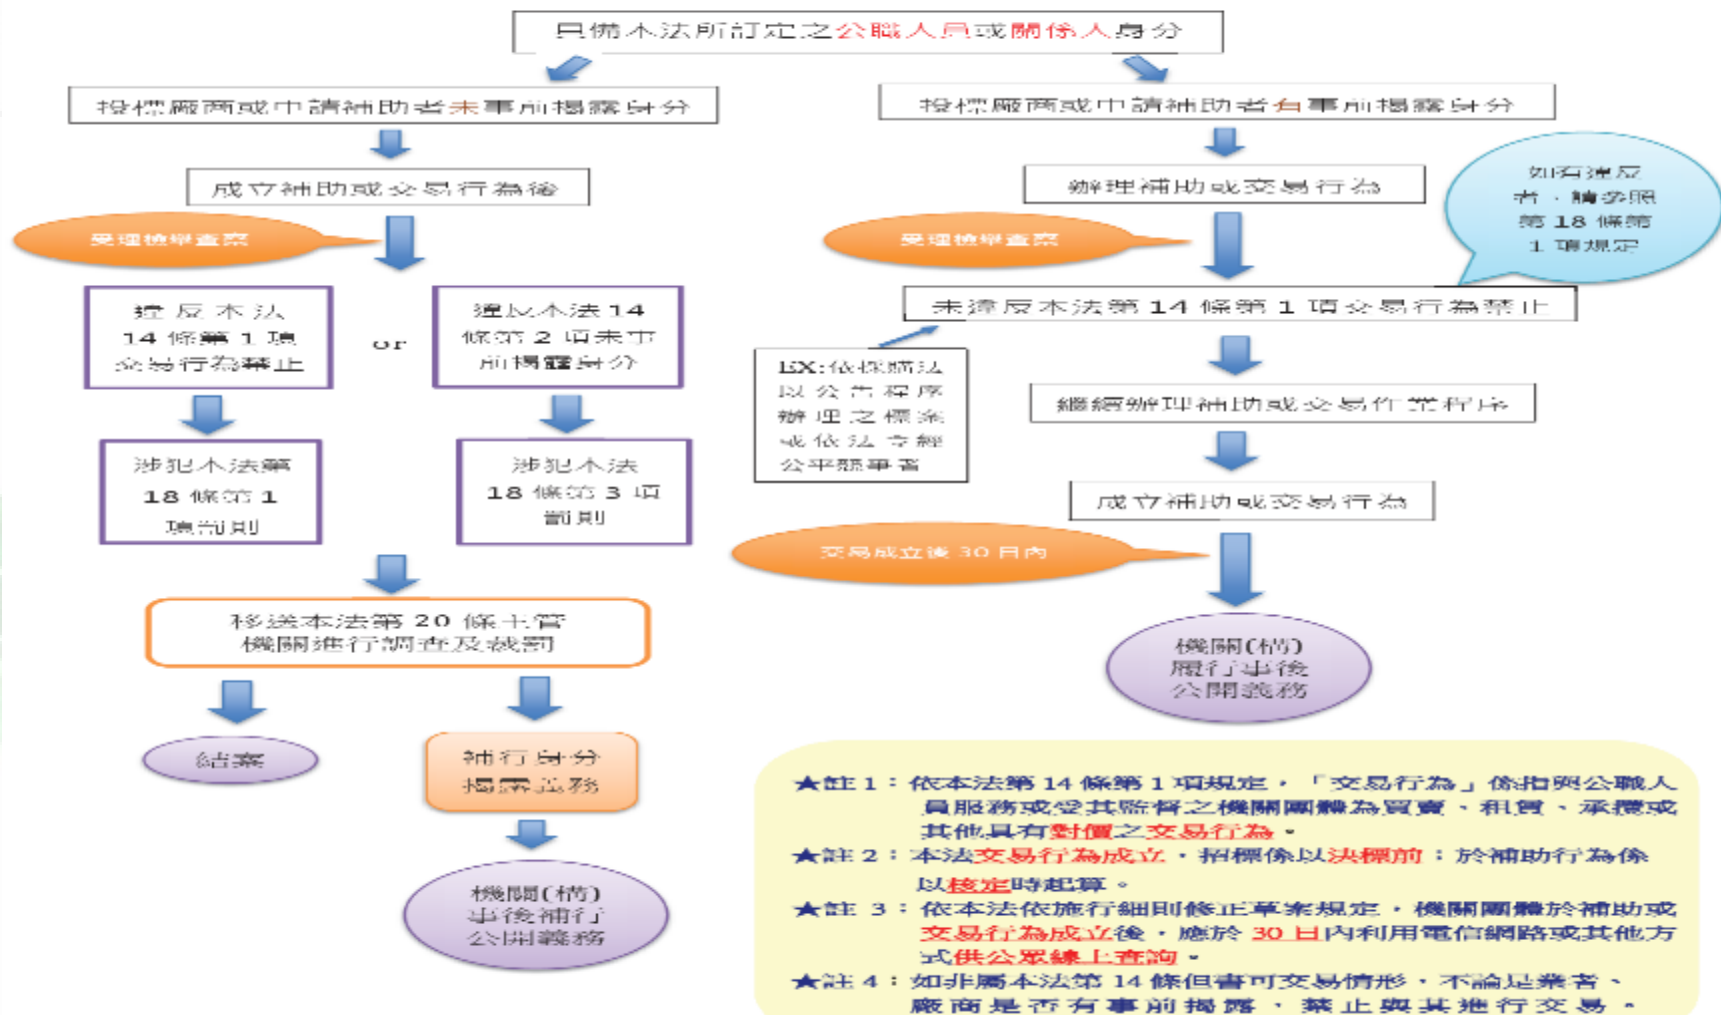 具備本法所訂定之公職人員或關係人身分
投標廠商或申請補助者未事前揭露身分
成立補助或交易行為後
受理檢舉查察
違反本法
14 條第 1 項
交易行為禁止
or
違反本法 14
條第 2 項未事
前揭露身分
涉犯本法第
18 條第 1
項罰則
涉犯本法
18 條第 3 項
罰則
移送本法第 20 條主管
機關進行調查及裁罰
結案
補行身分
揭露義務
機關(構)
事後補行
公開義務
投標廠商或申請補助者有事前揭露身分
辦理補助或交易行為
如有違反
者，請參照
第 18 條第
1 項規定
受理檢舉查察
未違反本法第 14 條第 1 項交易行為禁止
EX:依採購法
以公告程序
辦理之標案
或依法令經
公平競爭者
繼續辦理補助或交易作業程序
成立補助或交易行為
交易成立後 30 日內
機關(構)
履行事後
公開義務
★註 1：依本法第 14 條第 1 項規定，「交易行為」係指與公職人
員服務或受其監督之機關團體為買賣、租賃、承攬或
其他具有對價之交易行為。
★註 2：本法交易行為成立，招標係以決標前；於補助行為係
以核定時起算。
★註 3：依本法依施行細則修正草案規定，機關團體於補助或
交易行為成立後，應於 30 日內利用電信網路或其他方
式供公眾線上查詢。
★註 4：如非屬本法第 14 條但書可交易情形，不論是業者、
廠商是否有事前揭露，禁止與其進行交易。